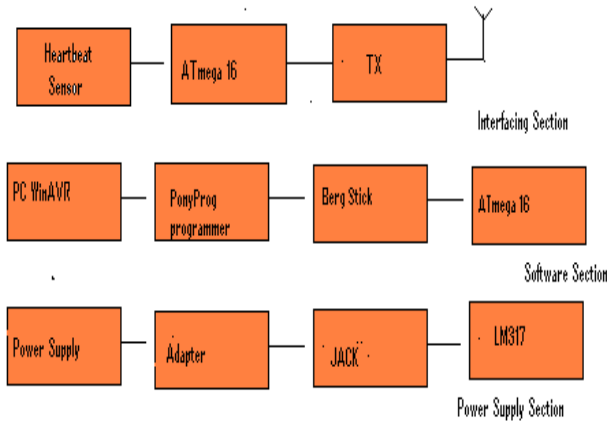 Heartbeat
Sensor
ATmega 16
TX
Interfacing Section
PC WinAVR
PonyProg
programmer
Berg Stick
ATmega 16
Software Section
Power Supply
Adapter
JACK
LM317
Power Supply Section